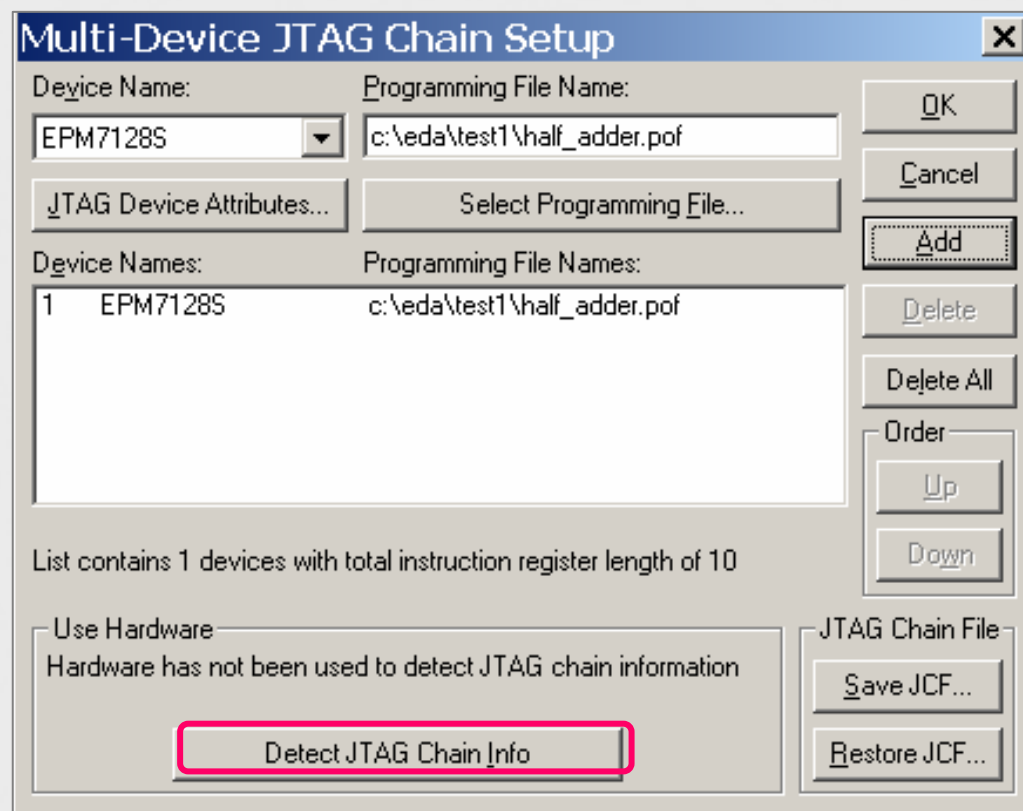 Multi-Device JTAG Chain Setup
Device Name:
Programming File Name:
EPM7128S
c:\eda\test1\half_adder.pof
JTAG Device Attributes...
Select Programming File...
Device Names:
Programming File Names:
1 EPM7128S c:\eda\test1\half_adder.pof
List contains 1 devices with total instruction register length of 10
Use Hardware
Hardware has not been used to detect JTAG chain information
Detect JTAG Chain Info
OK
Cancel
Add
Delete
Delete All
Order
Up
Down
JTAG Chain File
Save JCF...
Restore JCF...